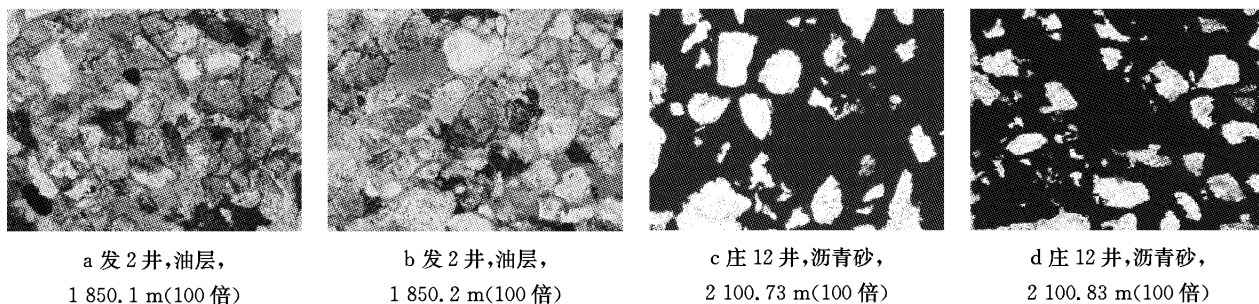 a 发 2 井,油层,
1 850.1 m(100 倍)
b 发 2 井,油层,
1 850.2 m(100 倍)
c 庄 12 井,沥青砂,
2 100.73 m(100 倍)
d 庄 12 井,沥青砂,
2 100.83 m(100 倍)